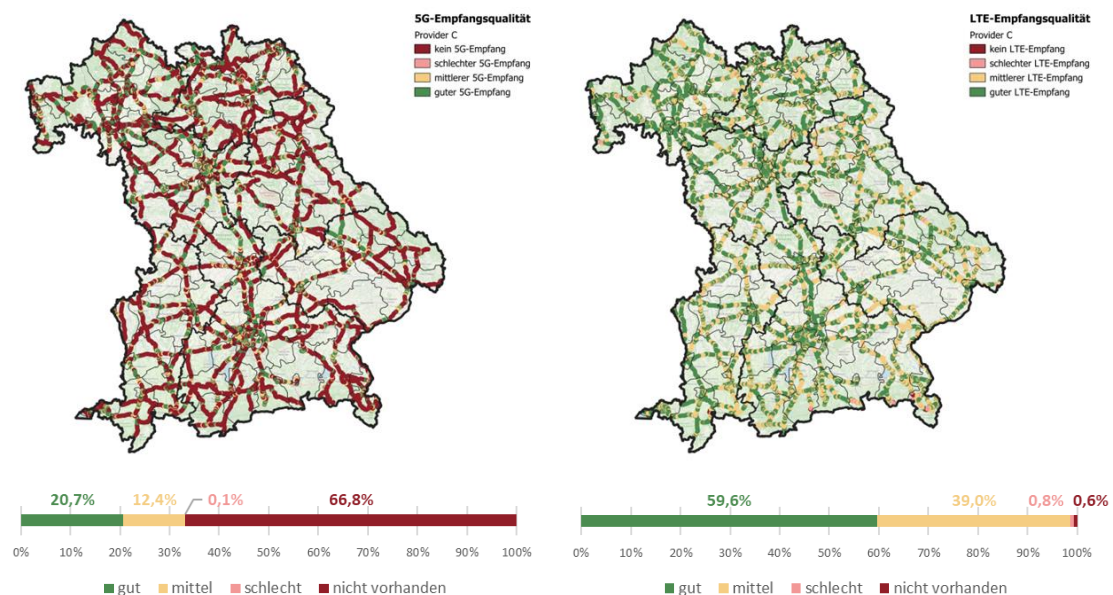 5G-Empfangsqualität
Provider C
kein 5G-Empfang
schlechter 5G-Empfang
mittlerer 5G-Empfang
guter 5G-Empfang
LTE-Empfangsqualität
Provider C
kein LTE-Empfang
schlechter LTE-Empfang
mittlerer LTE-Empfang
guter LTE-Empfang
20,7% 12,4% 0,1% 66,8%
0% 10% 20% 30% 40% 50% 60% 70% 80% 90% 100%
gut mittel schlecht nicht vorhanden
59,6% 39,0% 0,8% 0,6%
0% 10% 20% 30% 40% 50% 60% 70% 80% 90% 100%
gut mittel schlecht nicht vorhanden